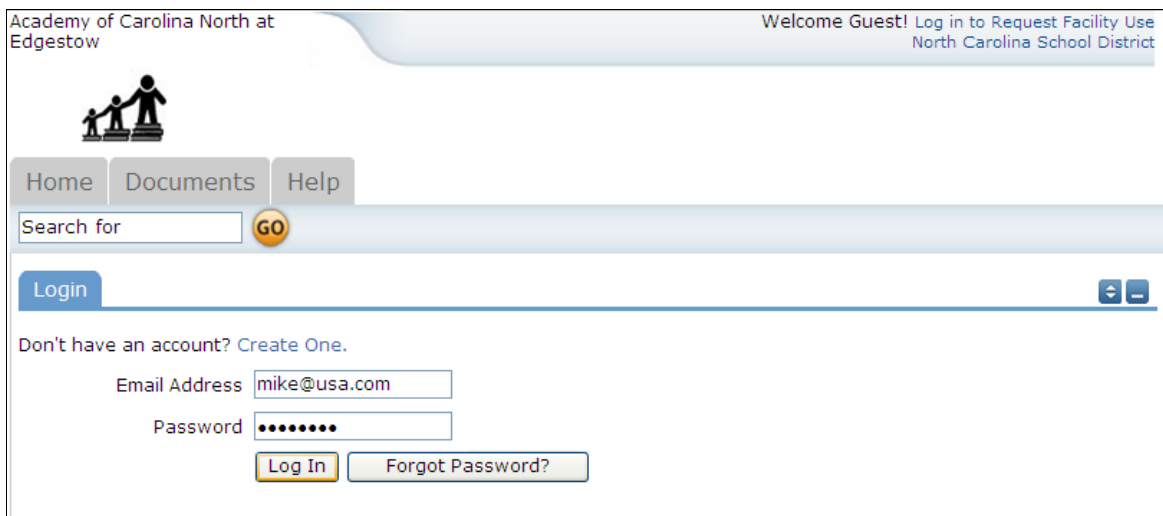 Academy of Carolina North at
Edgestow
Welcome Guest! Log in to Request Facility Use
North Carolina School District
Home Documents Help
Search for GO
Login
Don't have an account? Create One.
Email Address mike@usa.com
Password ••••••••
Log In Forgot Password?